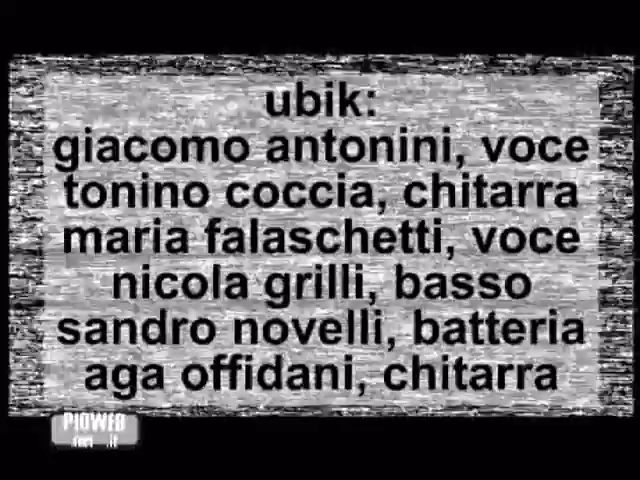 ubik:
giacomo antonini, voce
tonino coccia, chitarra
maria falaschetti, voce
nicola grilli, basso
sandro novelli, batteria
aga offidani, chitarra
PIOWEB
.it